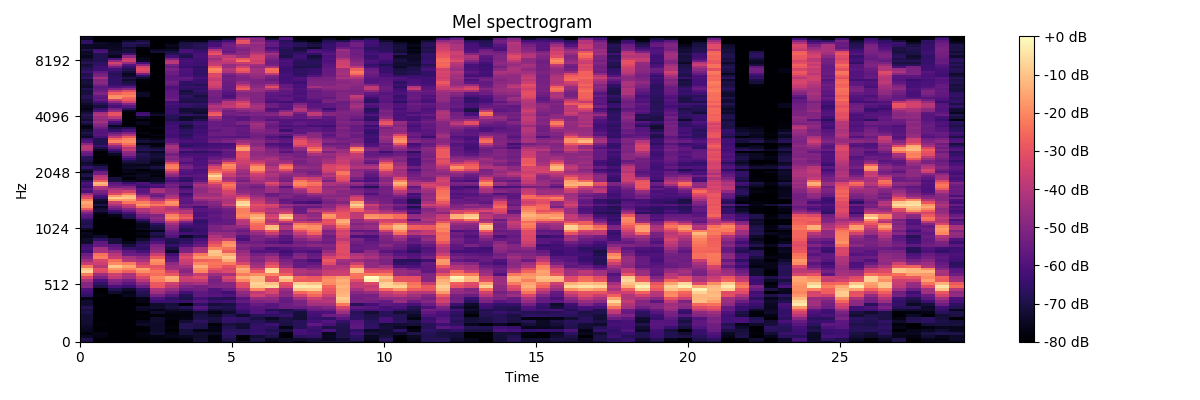 Mel spectrogram
Hz
8192
4096
2048
1024
512
0
0 5 10 15 20 25
Time
+0 dB
-10 dB
-20 dB
-30 dB
-40 dB
-50 dB
-60 dB
-70 dB
-80 dB